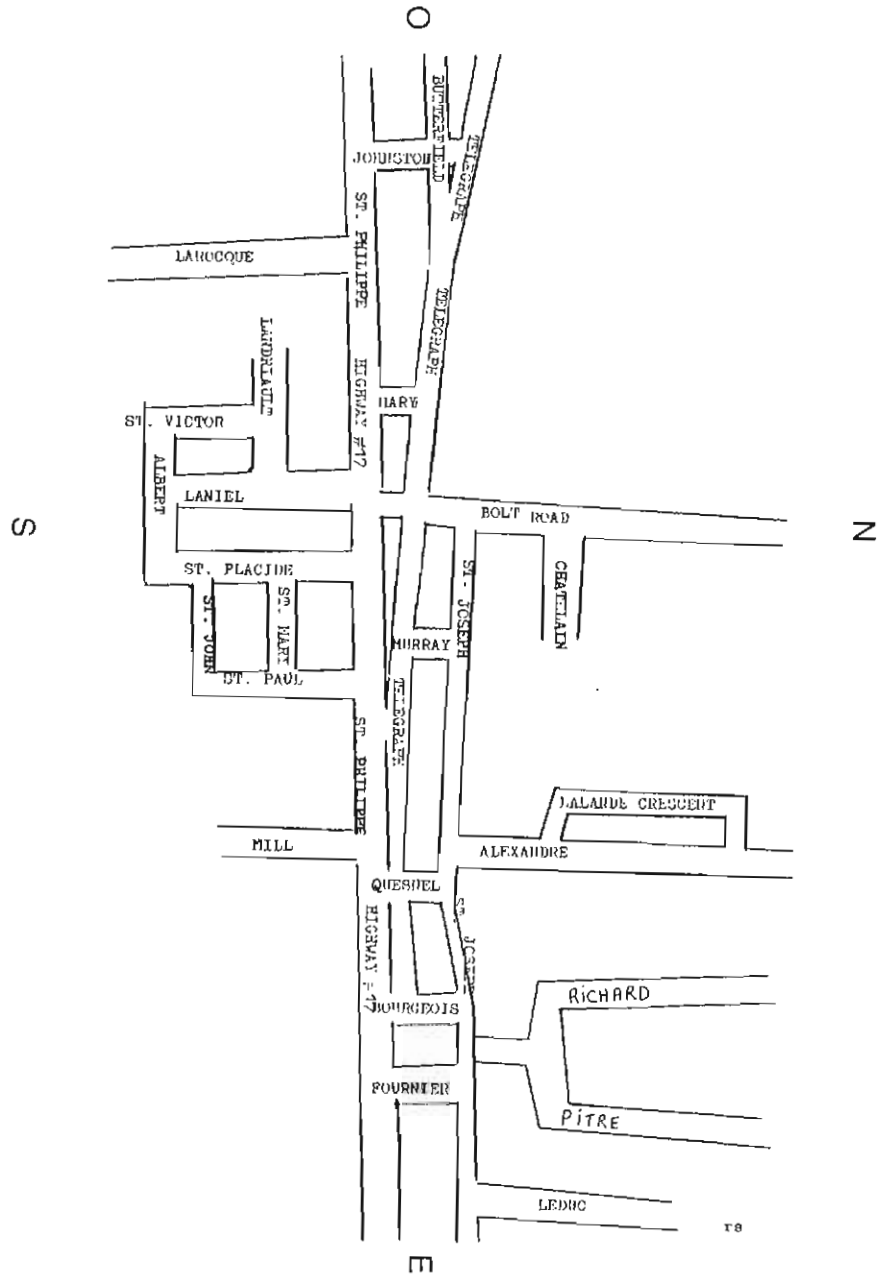 O
BUTTERFIELD
TELEGRAPH
JOHNSTON
ST. PHILIPPE
LAROCQUE
TELEGRAPH
LANDRIAULT
HIGHWAY #17
MARY
ST. VICTOR
ALBERT
LANIEL
BOLT ROAD
S
N
ST. PLACIDE
ST. JOSEPH
CHATELAIN
ST. JOHN
ST. MARY
MURRAY
ST. PAUL
TELEGRAPH
ST. PHILIPPE
LALANDE CRESCENT
MILL
ALEXANDRE
QUESNEL
ST. JOSEPH
HIGHWAY #17
RiCHARD
BOURGEOIS
FOURNIER
PiTRE
LEDUC
rs
E